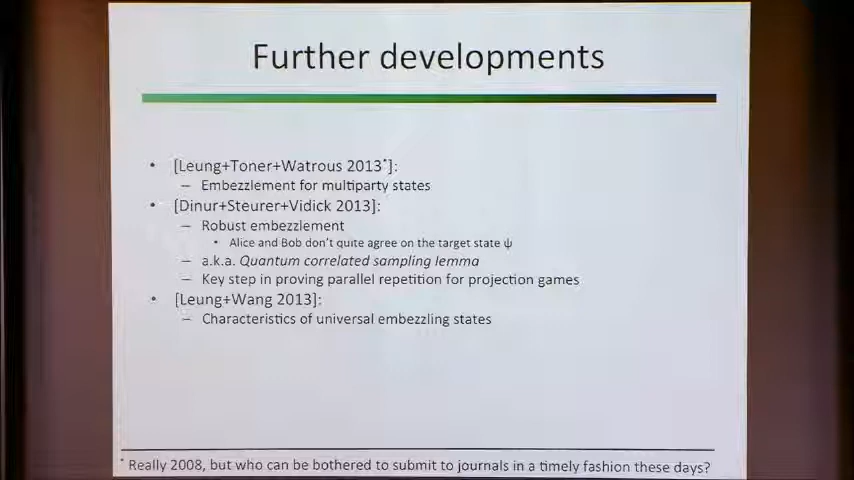 Further developments
• [Leung+Toner+Watrous 2013*]:
– Embezzlement for multiparty states
• [Dinur+Steurer+Vidick 2013]:
– Robust embezzlement
• Alice and Bob don't quite agree on the target state ψ
– a.k.a. Quantum correlated sampling lemma
– Key step in proving parallel repetition for projection games
• [Leung+Wang 2013]:
– Characteristics of universal embezzling states
* Really 2008, but who can be bothered to submit to journals in a timely fashion these days?